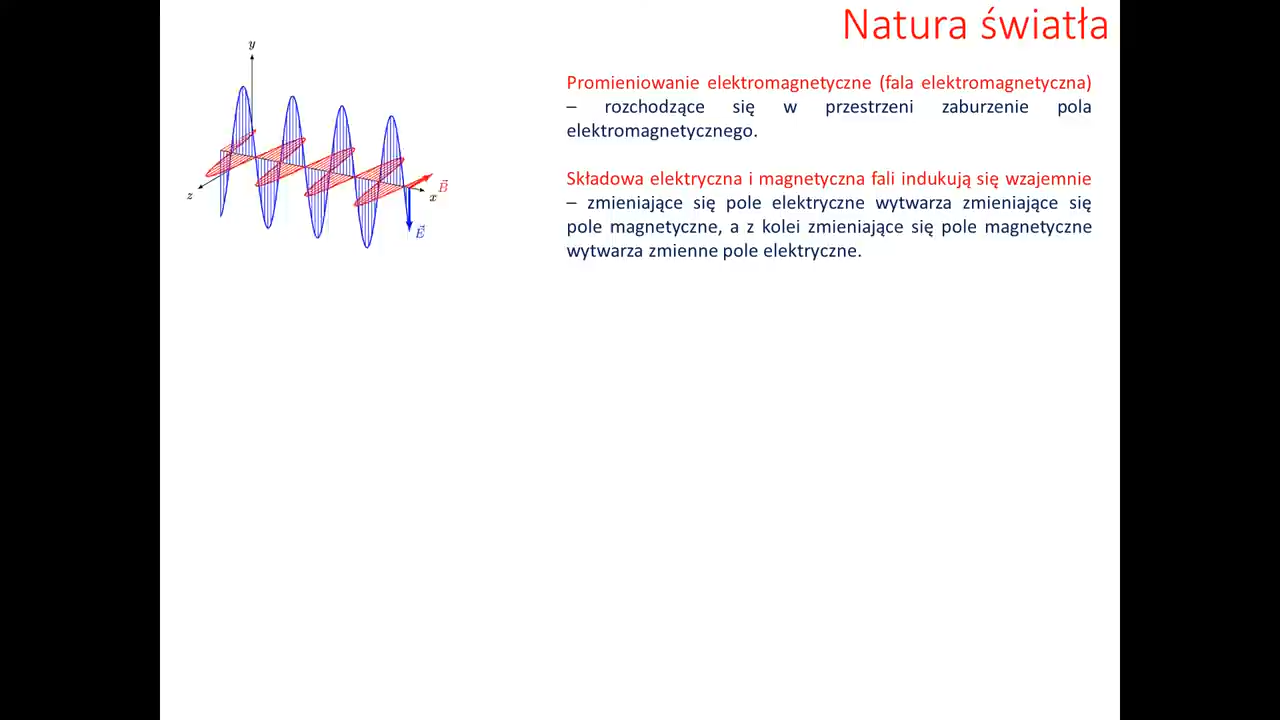 Natura światła
y
z
x
B
E
Promieniowanie elektromagnetyczne (fala elektromagnetyczna)
– rozchodzące się w przestrzeni zaburzenie pola
elektromagnetycznego.
Składowa elektryczna i magnetyczna fali indukują się wzajemnie
– zmieniające się pole elektryczne wytwarza zmieniające się
pole magnetyczne, a z kolei zmieniające się pole magnetyczne
wytwarza zmienne pole elektryczne.